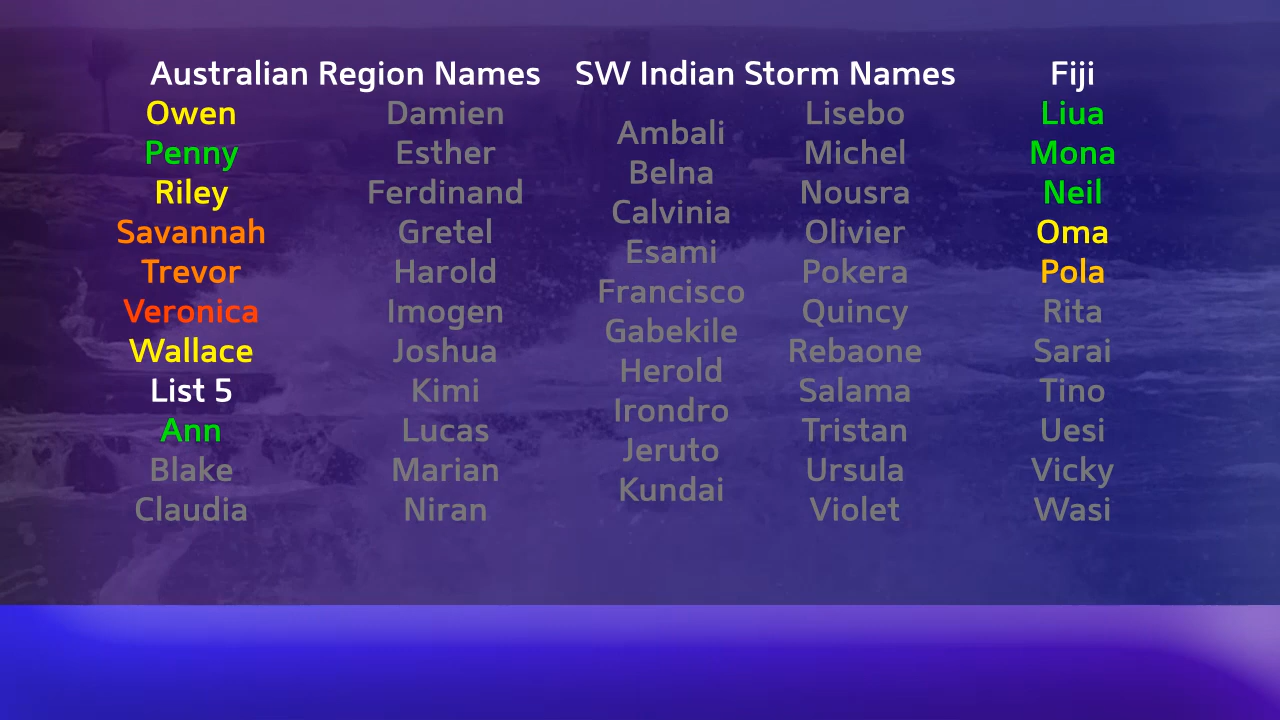 Australian Region Names
Owen
Penny
Riley
Savannah
Trevor
Veronica
Wallace
List 5
Ann
Blake
Claudia
Damien
Esther
Ferdinand
Gretel
Harold
Imogen
Joshua
Kimi
Lucas
Marian
Niran
SW Indian Storm Names
Ambali
Belna
Calvinia
Esami
Francisco
Gabekile
Herold
Irondro
Jeruto
Kundai
Lisebo
Michel
Nousra
Olivier
Pokera
Quincy
Rebaone
Salama
Tristan
Ursula
Violet
Fiji
Liua
Mona
Neil
Oma
Pola
Rita
Sarai
Tino
Uesi
Vicky
Wasi